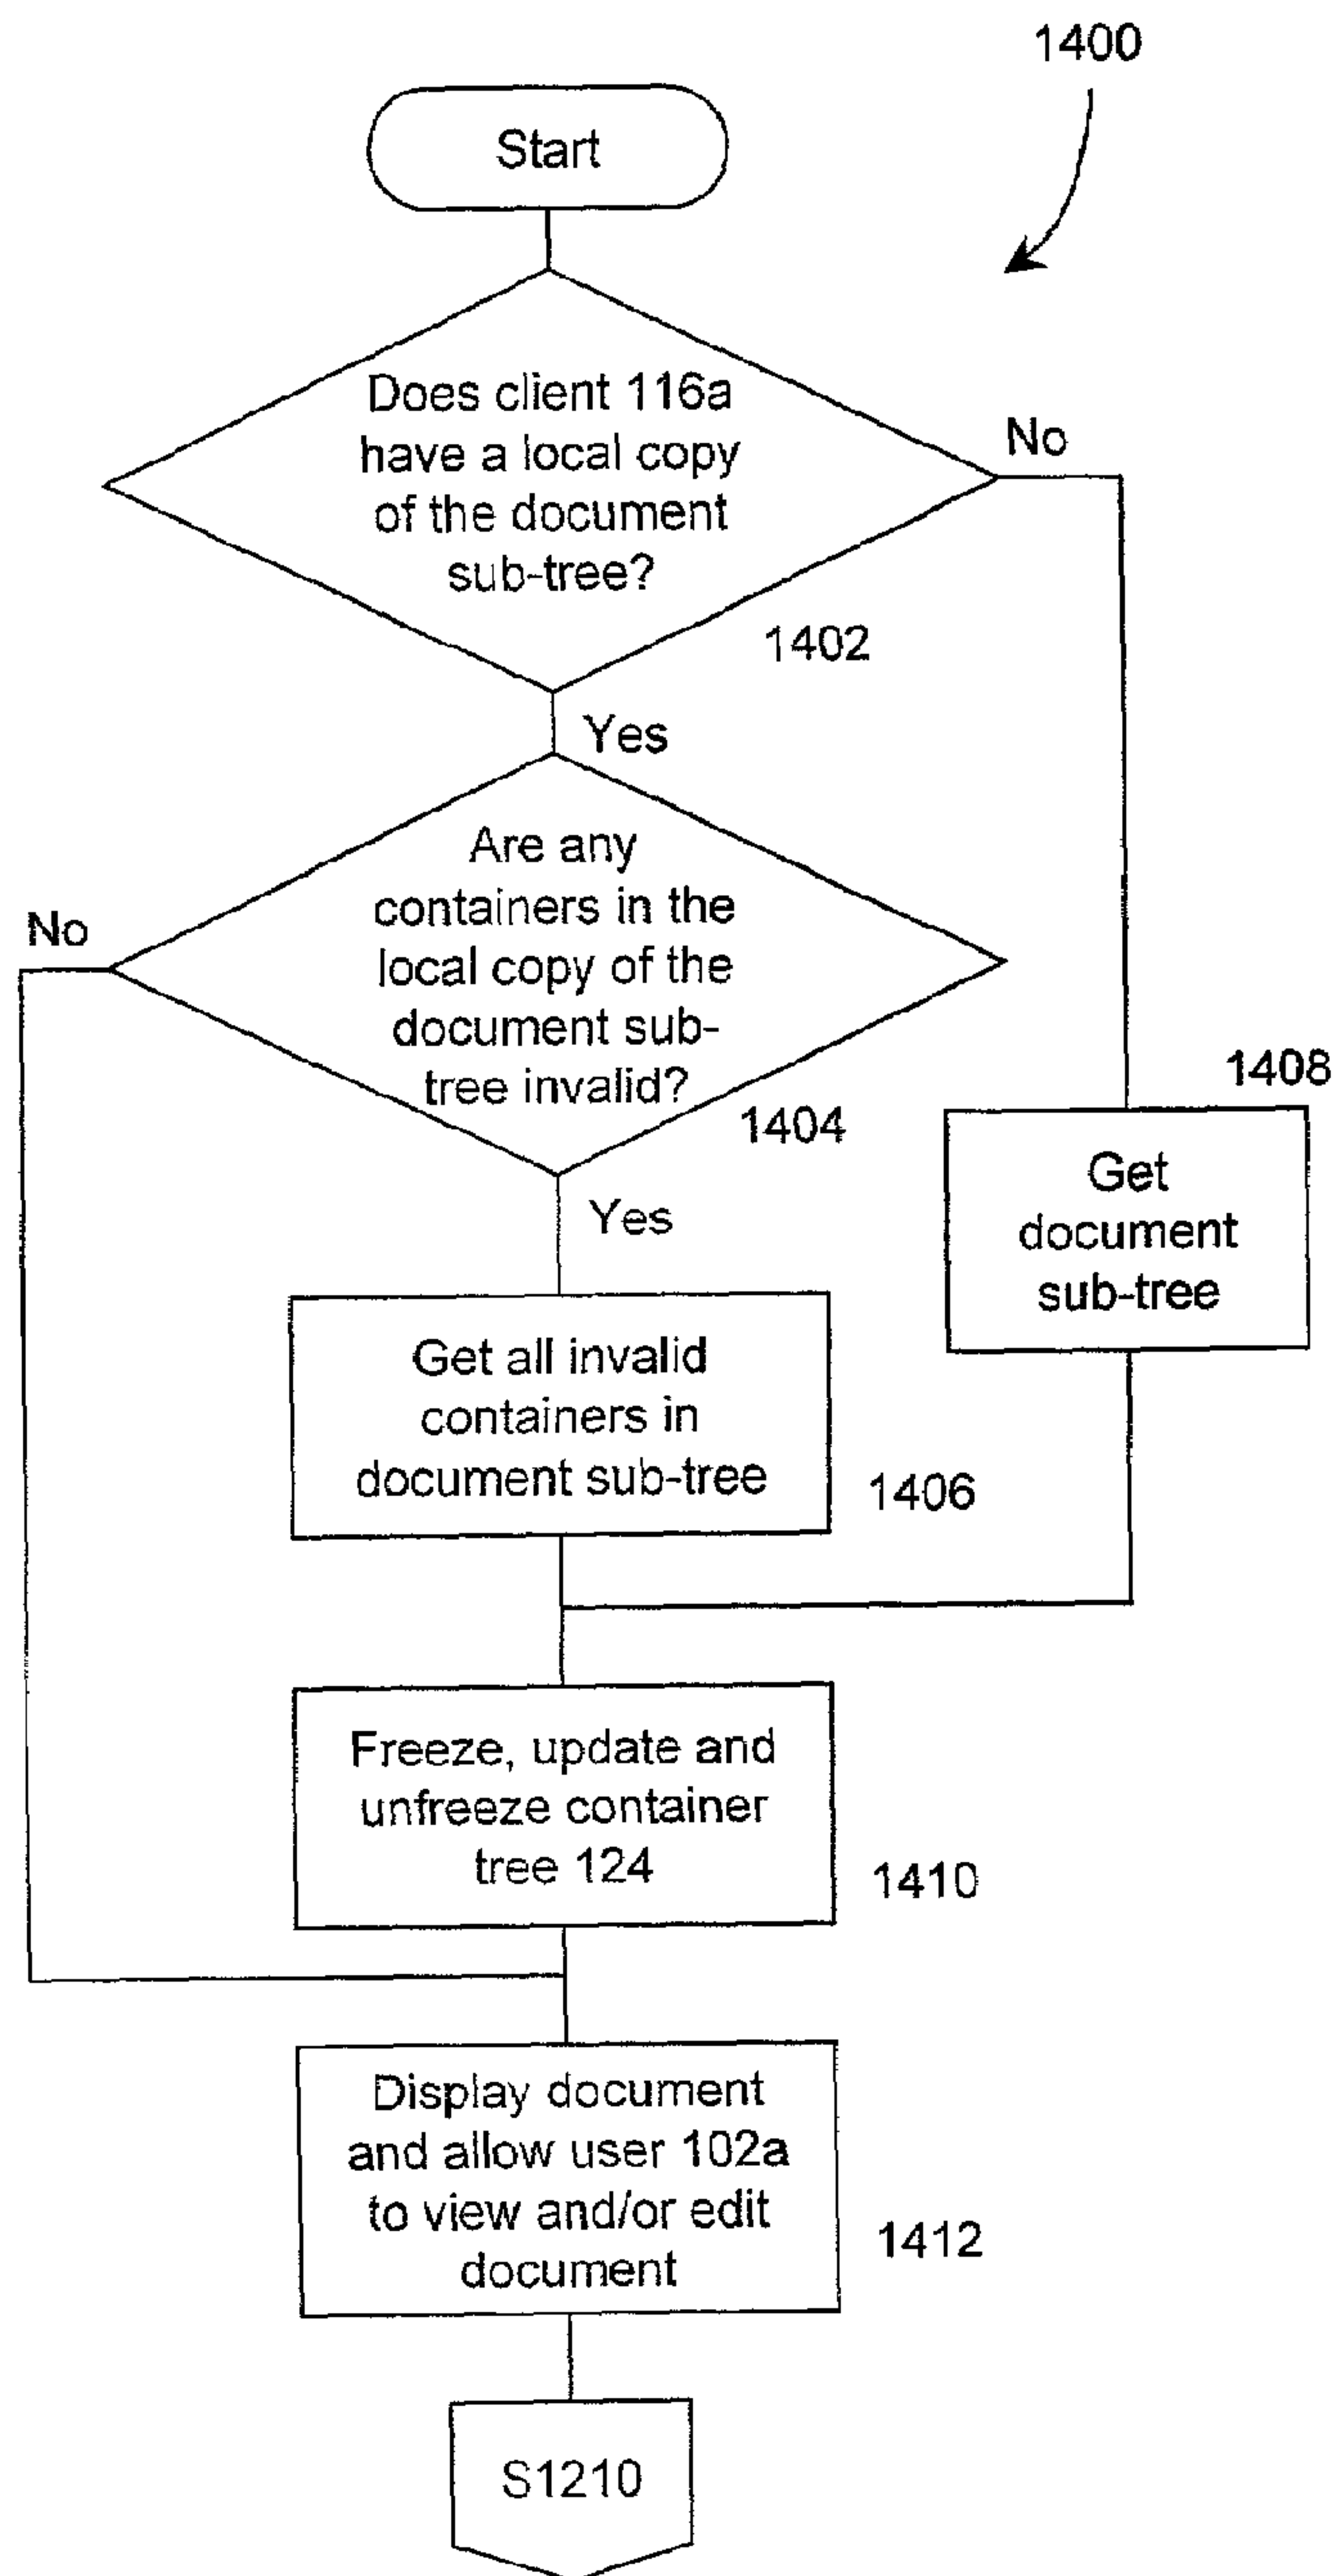 1400
Start
Does client 116a
have a local copy
of the document
sub-tree?
No
1402
Yes
Are any
containers in the
local copy of the
document sub-
tree invalid?
No
1404
1408
Get
document
sub-tree
Yes
Get all invalid
containers in
document sub-tree
1406
Freeze, update and
unfreeze container
tree 124
1410
Display document
and allow user 102a
to view and/or edit
document
1412
S1210